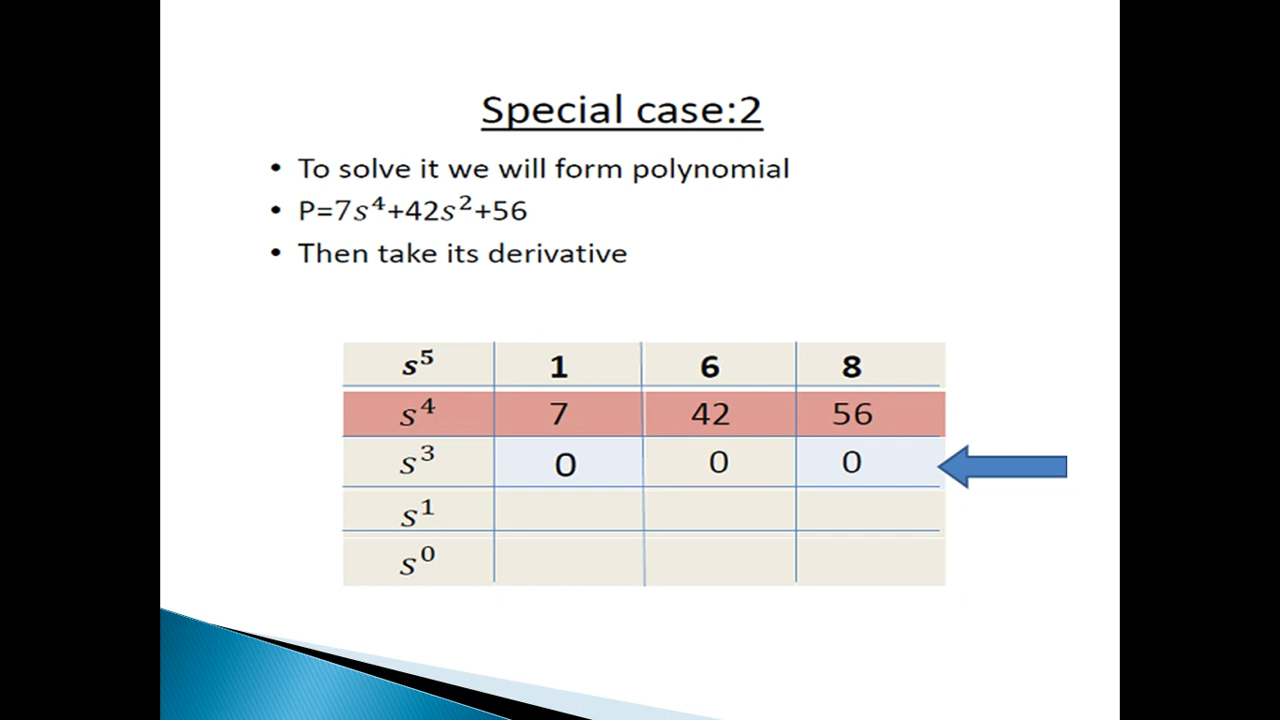 Special case:2
• To solve it we will form polynomial
• P=7s⁴+42s²+56
• Then take its derivative
s⁵ 1 6 8
s⁴ 7 42 56
s³ 0 0 0
s¹
s⁰